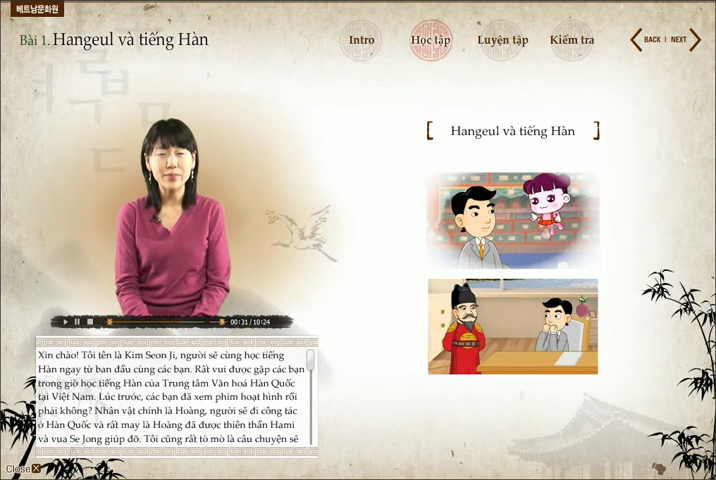 베트남문화원
Bài 1. Hangeul và tiếng Hàn
Intro
Học tập
Luyện tập
Kiểm tra
BACK | NEXT
Hangeul và tiếng Hàn
00:31 / 10:24
Xin chào! Tôi tên là Kim Seon Ji, người sẽ cùng học tiếng
Hàn ngay từ ban đầu cùng các bạn. Rất vui được gặp các bạn
trong giờ học tiếng Hàn của Trung tâm Văn hoá Hàn Quốc
tại Việt Nam. Lúc trước, các bạn đã xem phim hoạt hình rồi
phải không? Nhân vật chính là Hoàng, người sẽ đi công tác
ở Hàn Quốc và rất may là Hoàng đã được thiên thần Hami
và vua Se Jong giúp đỡ. Tôi cũng rất tò mò là câu chuyện sẽ
Close